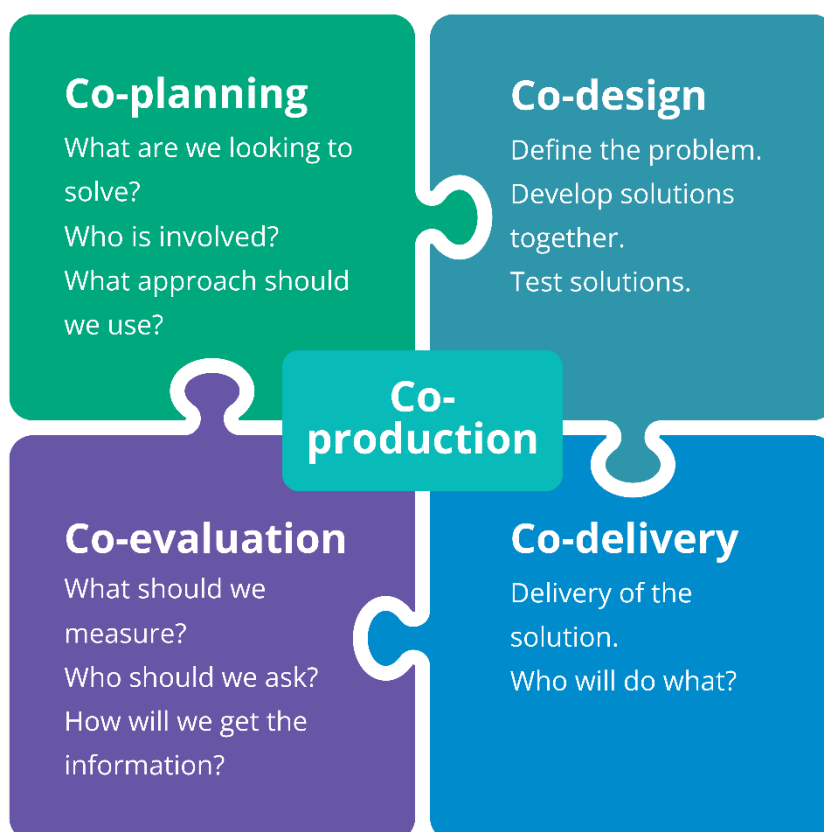 Co-planning
What are we looking to
solve?
Who is involved?
What approach should
we use?
Co-design
Define the problem.
Develop solutions
together.
Test solutions.
Co-
production
Co-evaluation
What should we
measure?
Who should we ask?
How will we get the
information?
Co-delivery
Delivery of the
solution.
Who will do what?